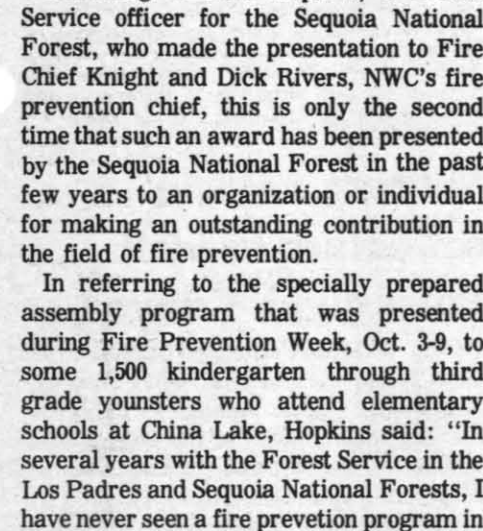 Service officer for the Sequoia National
Forest, who made the presentation to Fire
Chief Knight and Dick Rivers, NWC's fire
prevention chief, this is only the second
time that such an award has been presented
by the Sequoia National Forest in the past
few years to an organization or individual
for making an outstanding contribution in
the field of fire prevention.
In referring to the specially prepared
assembly program that was presented
during Fire Prevention Week, Oct. 3-9, to
some 1,500 kindergarten through third
grade younsters who attend elementary
schools at China Lake, Hopkins said: "In
several years with the Forest Service in the
Los Padres and Sequoia National Forests, I
have never seen a fire prevetion program in